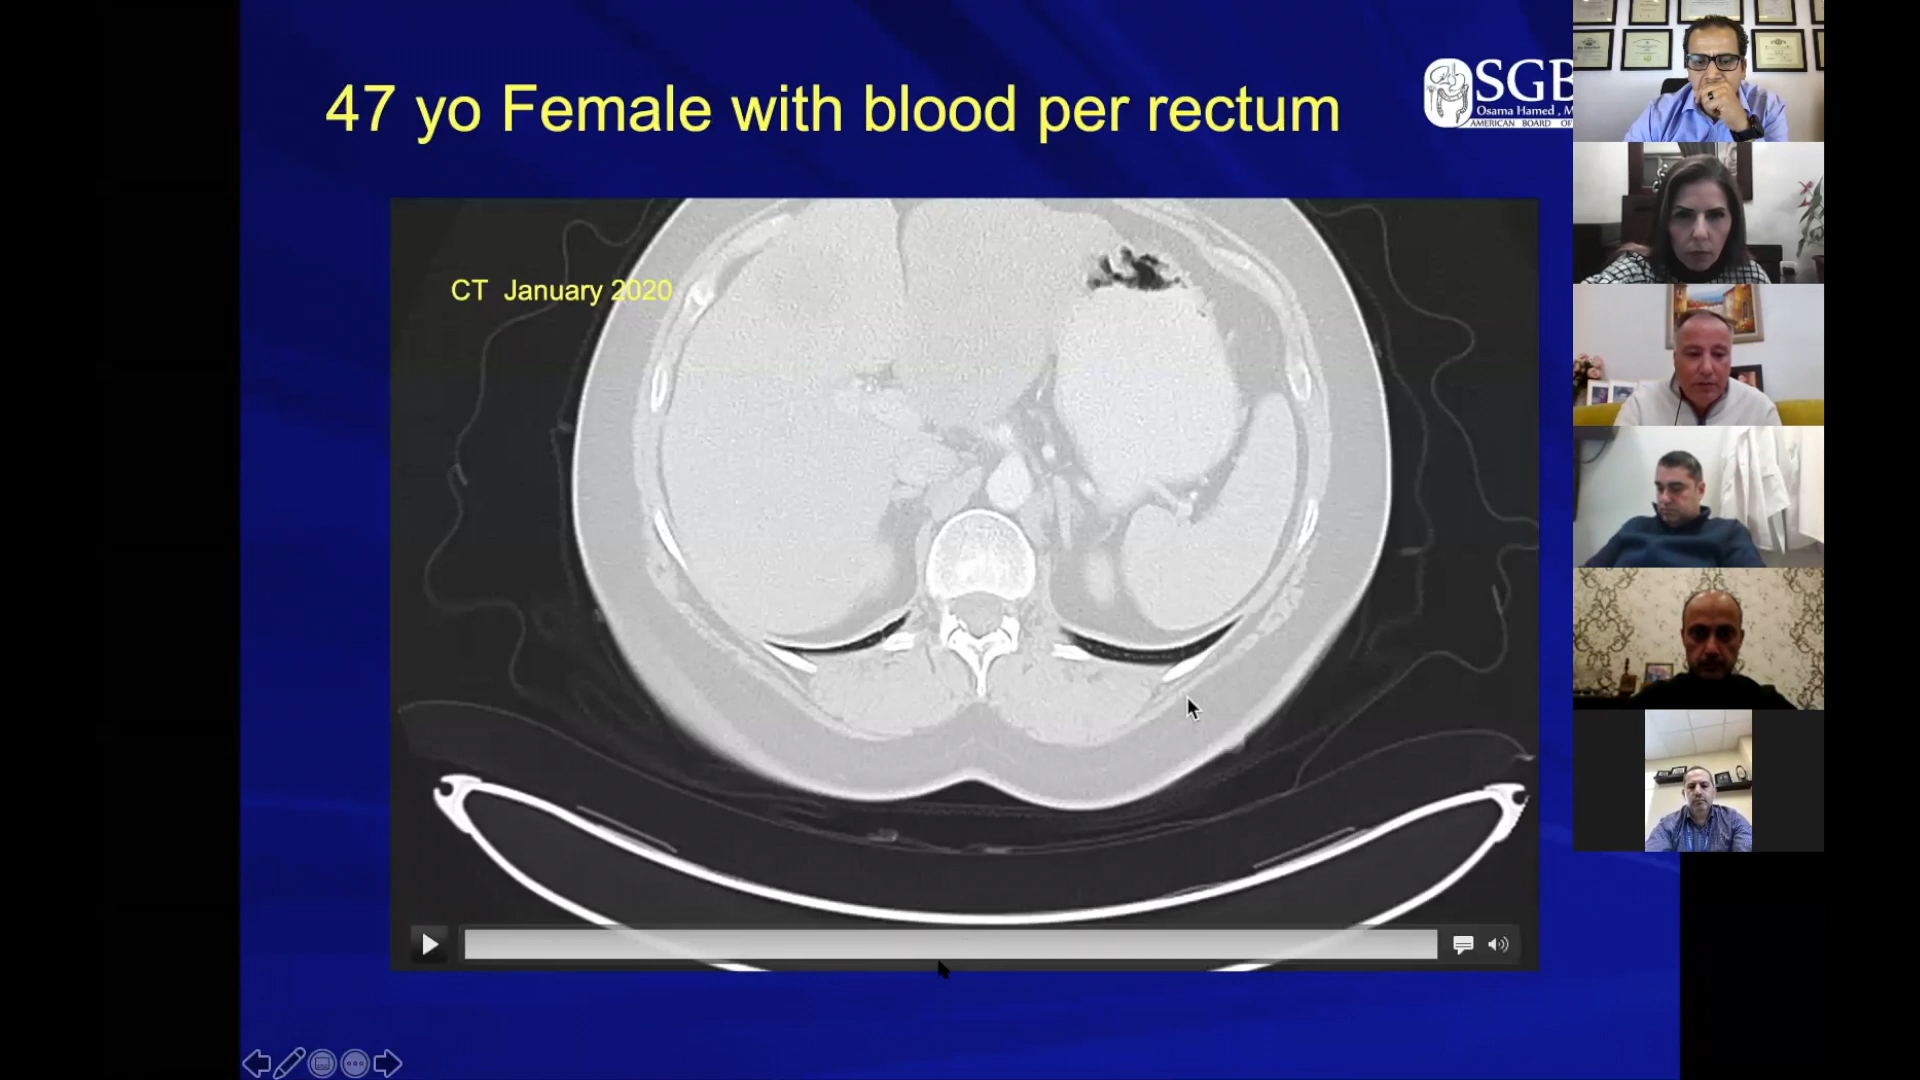 47 yo Female with blood per rectum
SGB
Osama Hamed , M
AMERICAN BOARD OF
CT January 2020